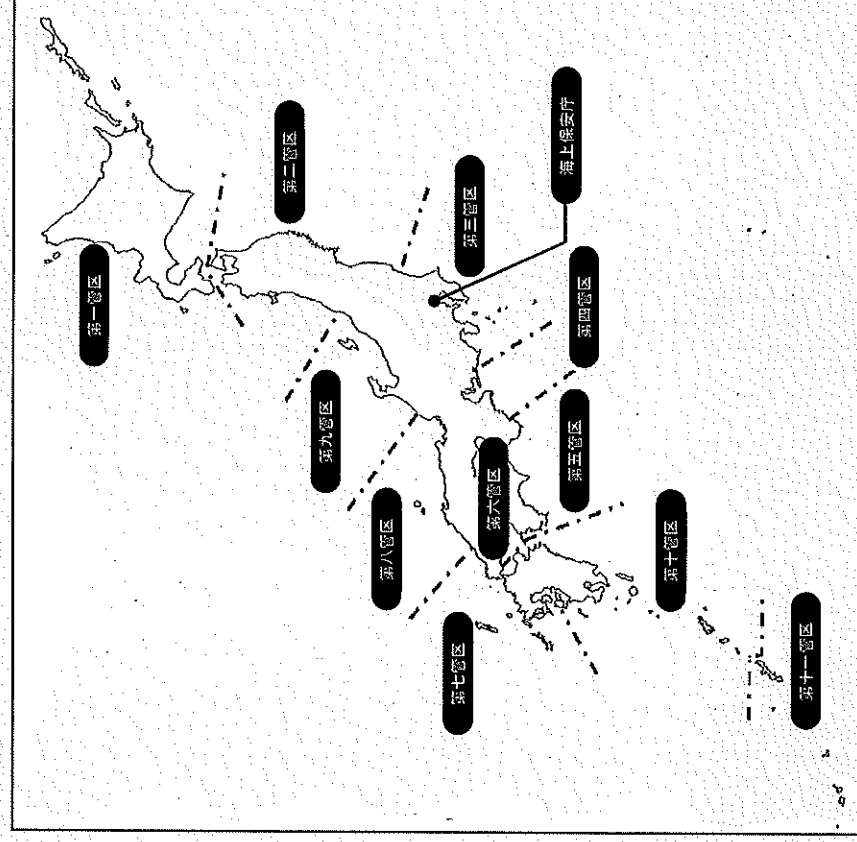 第一管区
第二管区
第三管区
海上保安庁
第四管区
第九管区
第五管区
第六管区
第八管区
第十管区
第七管区
第十一管区